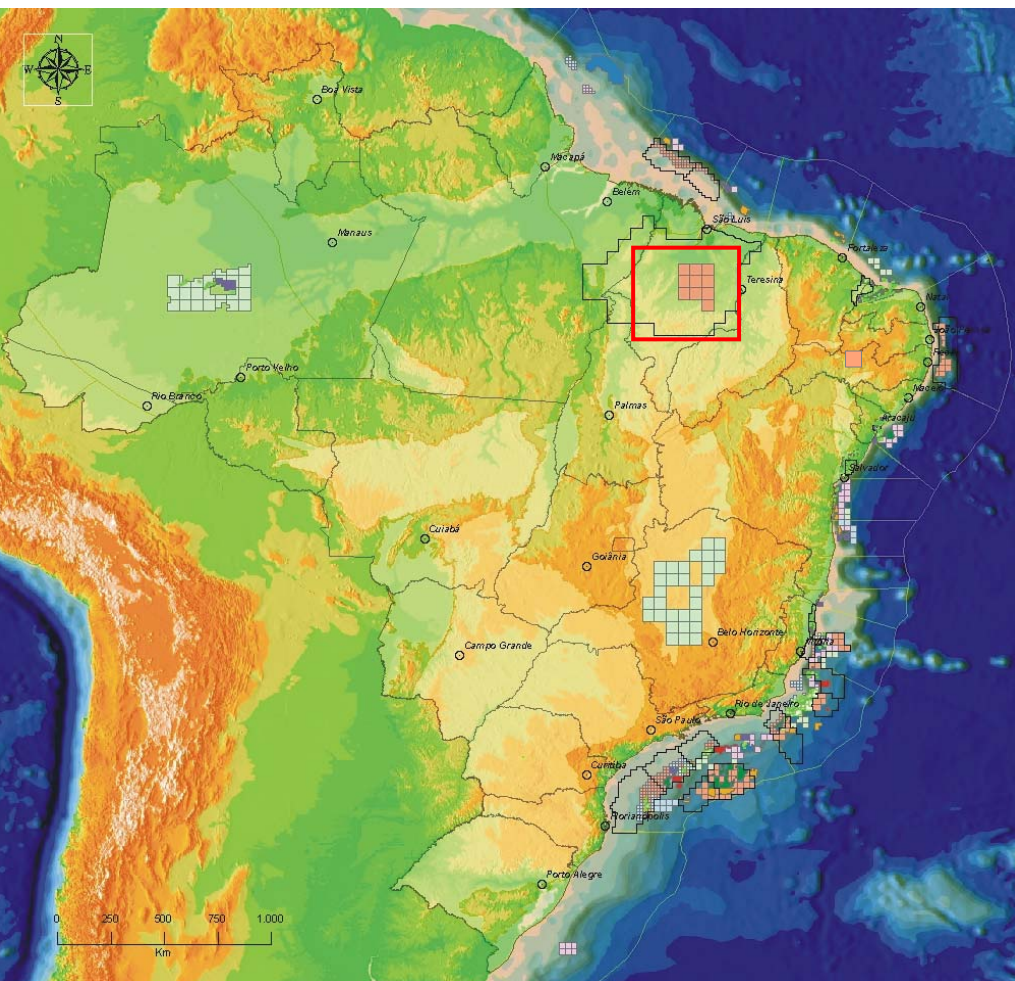 N
W E
S
Boa Vista
Macapá
Belém
São Luis
Manaus
Fortaleza
Teresina
Natal
Porto Velho
Rio Branco
Palmas
Maceió
Aracaju
Salvador
Cuiabá
Goiânia
Belo Horizonte
Campo Grande
Rio de Janeiro
São Paulo
Curitiba
Florianópolis
Porto Alegre
0 250 500 750 1.000
Km